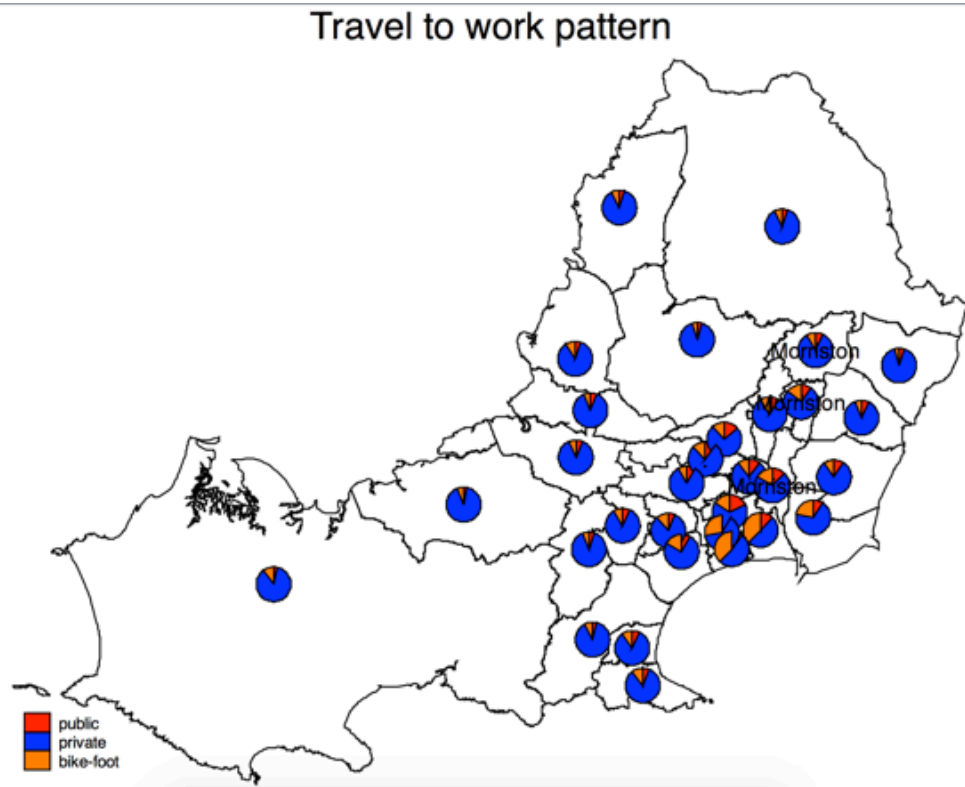 Travel to work pattern
Morriston
Morriston
Morriston
public
private
bike-foot